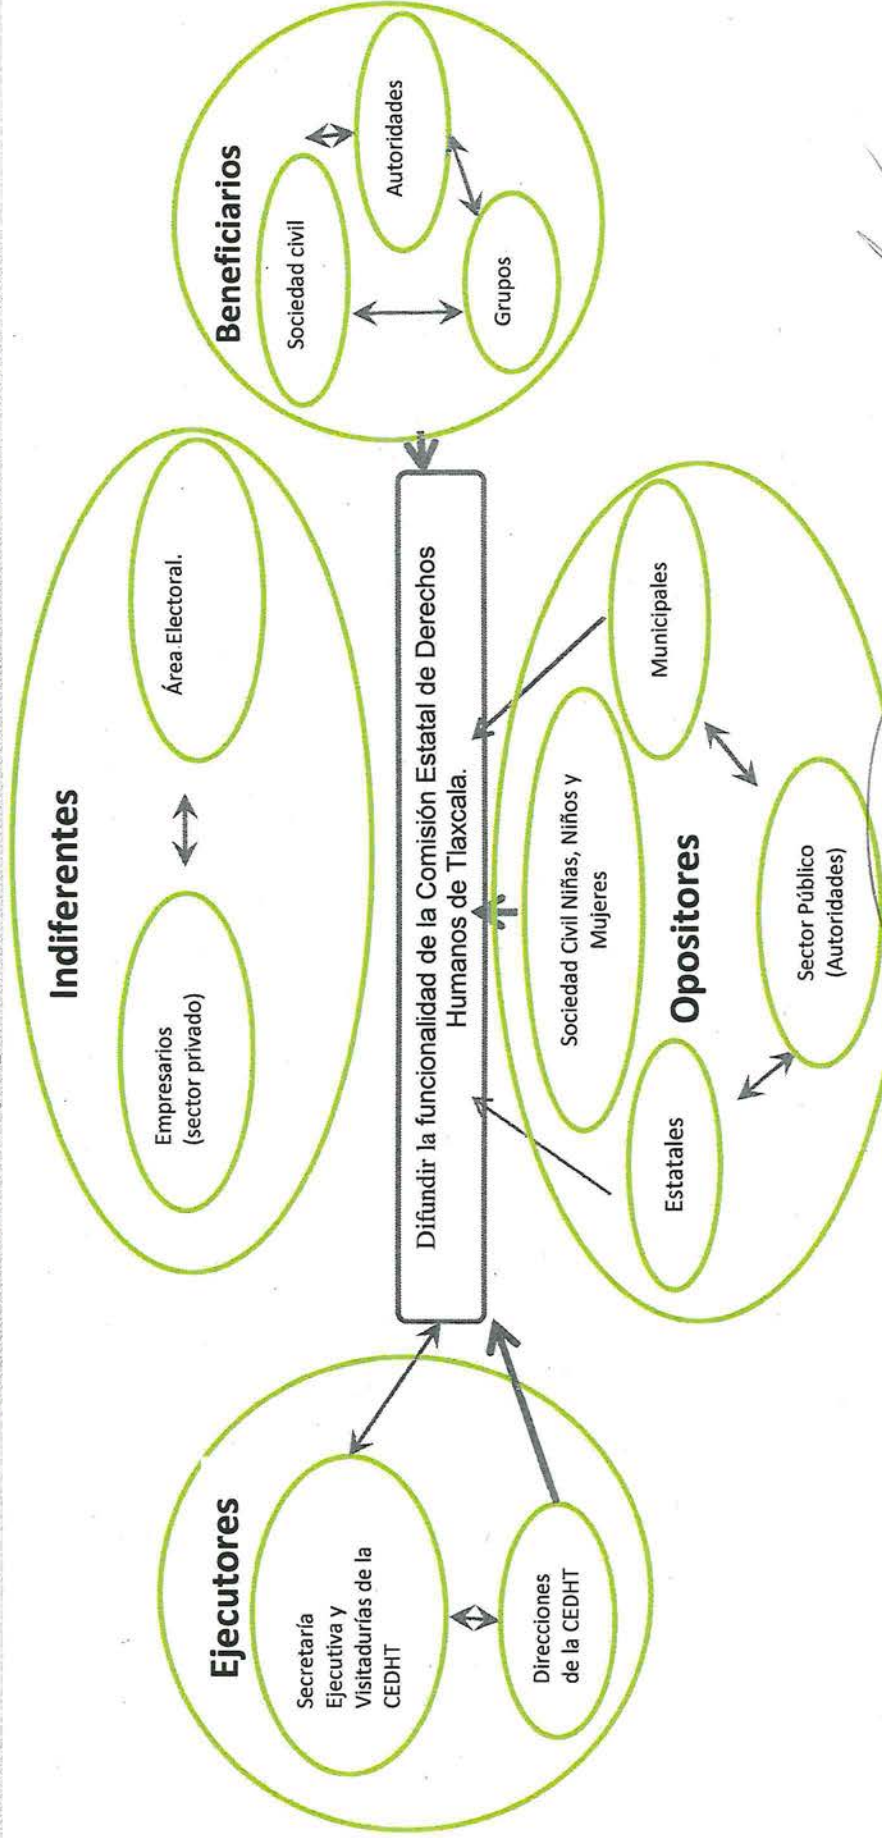 Indiferentes
Empresarios
(sector privado)
Área.Electoral.
Ejecutores
Secretaría
Ejecutiva y
Visitadurías de la
CEDHT
Direcciones
de la CEDHT
Difundir la funcionalidad de la Comisión Estatal de Derechos
Humanos de Tlaxcala.
Beneficiarios
Sociedad civil
Autoridades
Grupos
Sociedad Civil Niñas, Niños y
Mujeres
Opositores
Estatales
Municipales
Sector Público
(Autoridades)